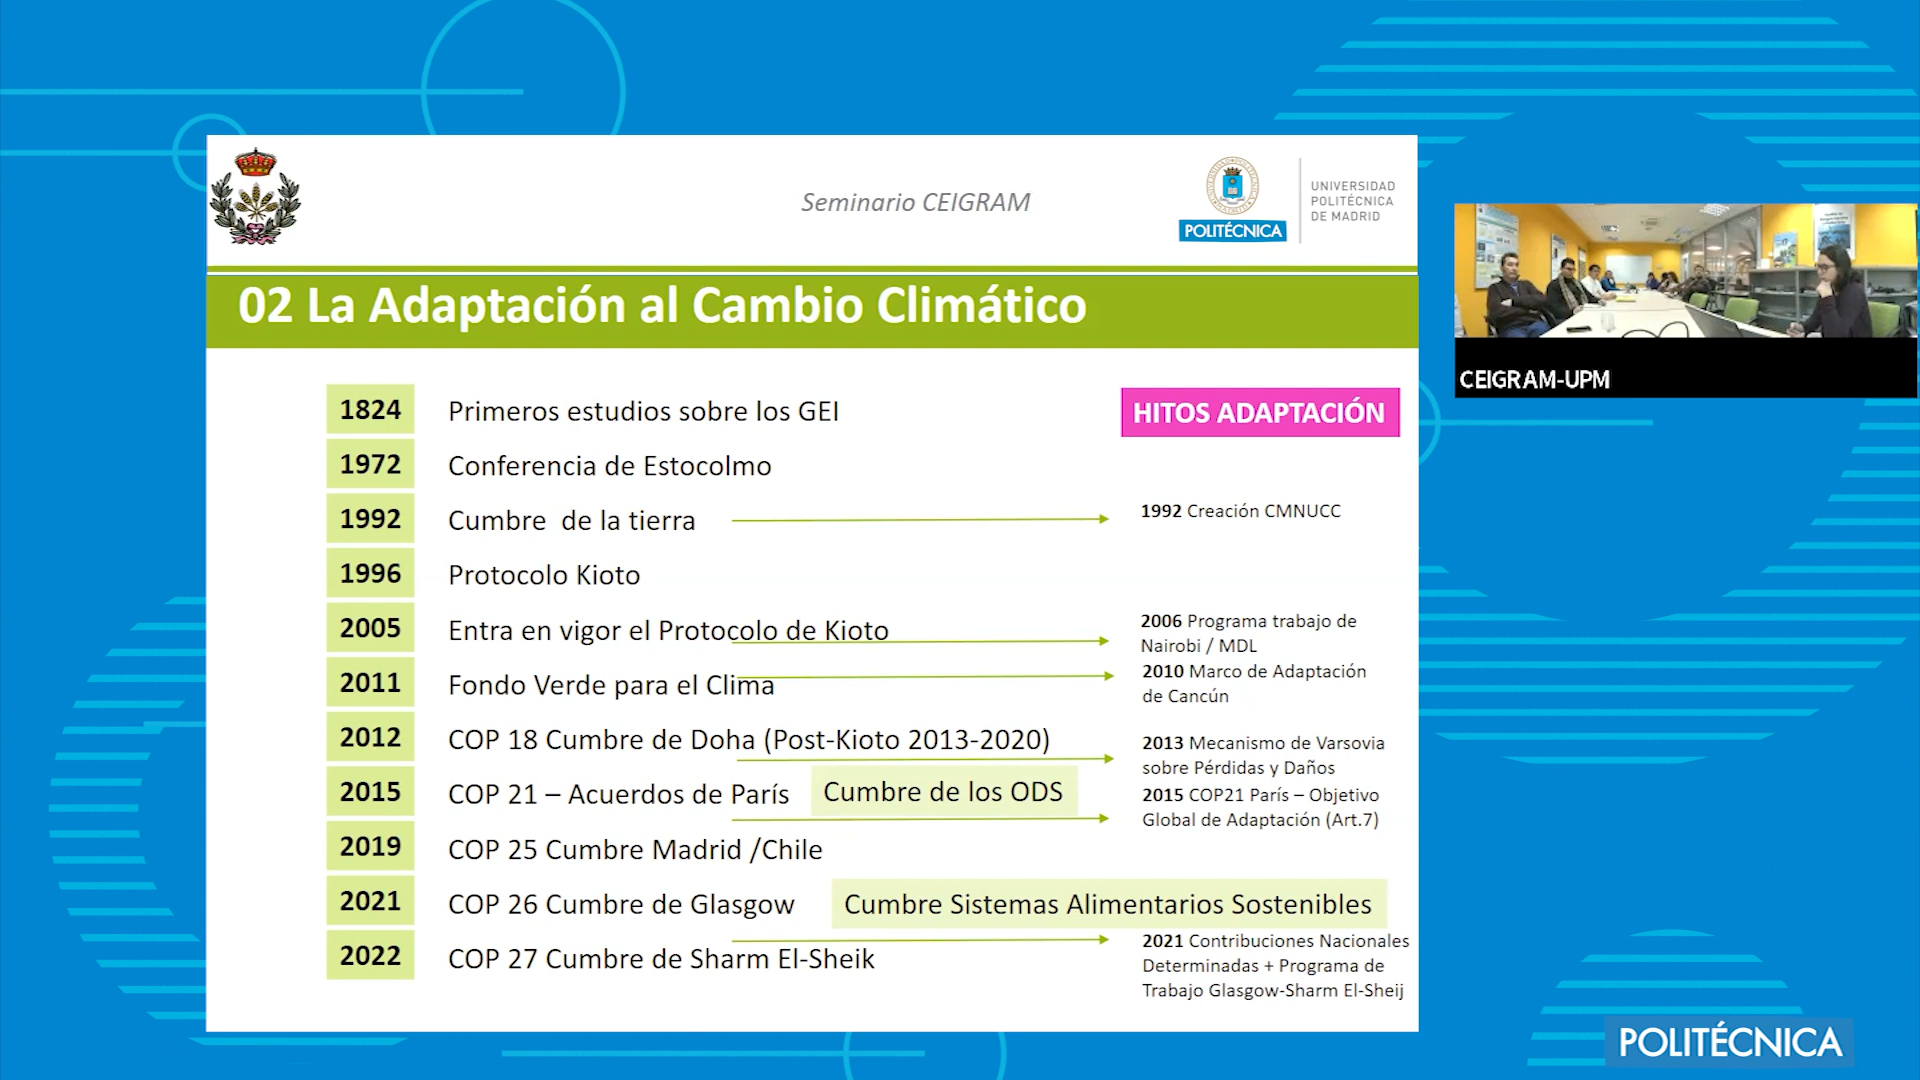 Seminario CEIGRAM
POLITÉCNICA
UNIVERSIDAD
POLITÉCNICA
DE MADRID
02 La Adaptación al Cambio Climático
HITOS ADAPTACIÓN
1824 Primeros estudios sobre los GEI
1972 Conferencia de Estocolmo
1992 Cumbre de la tierra
1992 Creación CMNUCC
1996 Protocolo Kioto
2005 Entra en vigor el Protocolo de Kioto
2006 Programa trabajo de
Nairobi / MDL
2011 Fondo Verde para el Clima
2010 Marco de Adaptación
de Cancún
2012 COP 18 Cumbre de Doha (Post-Kioto 2013-2020)
2013 Mecanismo de Varsovia
sobre Pérdidas y Daños
2015 COP 21 – Acuerdos de París
Cumbre de los ODS
2015 COP21 París – Objetivo
Global de Adaptación (Art.7)
2019 COP 25 Cumbre Madrid /Chile
2021 COP 26 Cumbre de Glasgow
Cumbre Sistemas Alimentarios Sostenibles
2022 COP 27 Cumbre de Sharm El-Sheik
2021 Contribuciones Nacionales
Determinadas + Programa de
Trabajo Glasgow-Sharm El-Sheij
CEIGRAM-UPM
POLITÉCNICA